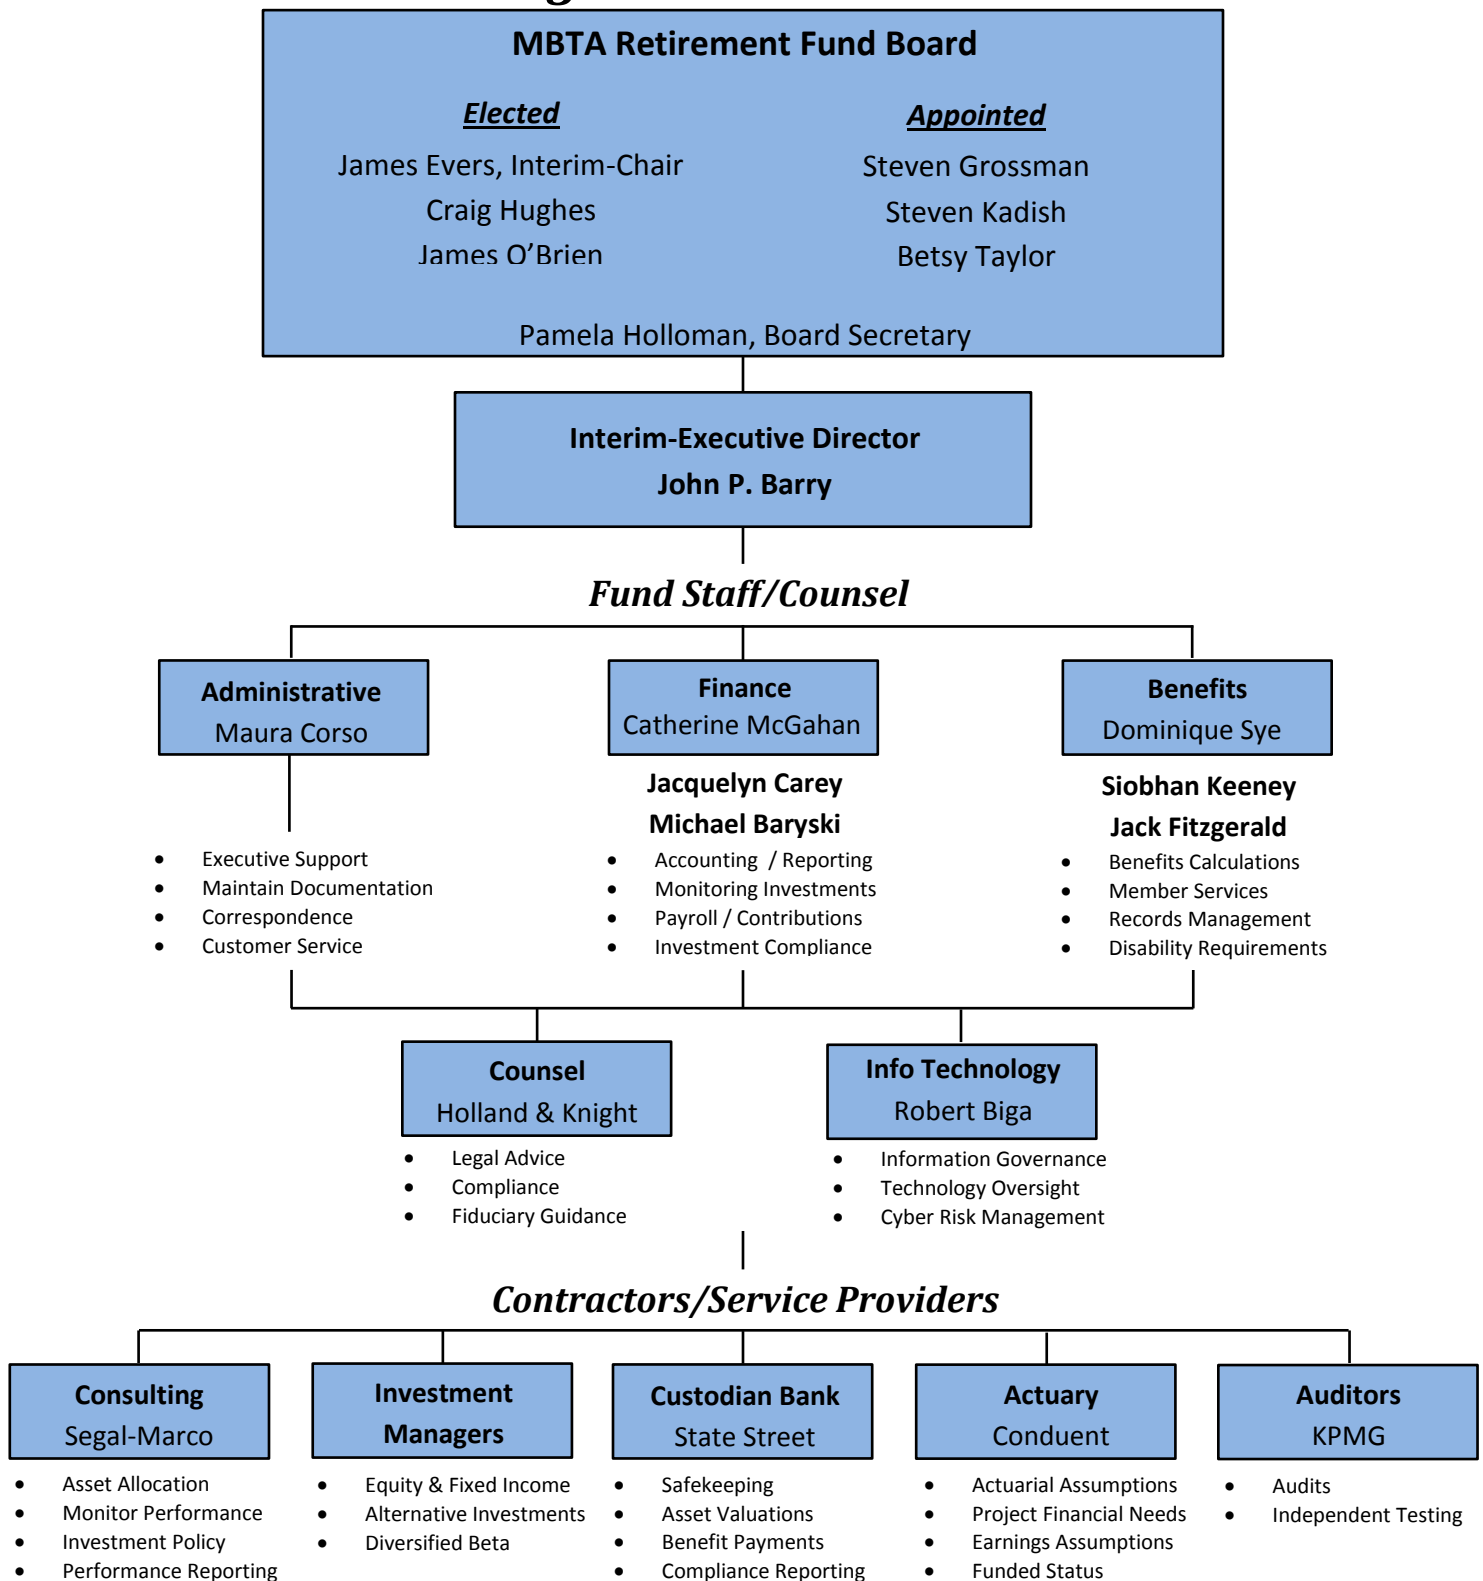 MBTA Retirement Fund Board
Elected
Appointed
James Evers, Interim-Chair
Steven Grossman
Craig Hughes
Steven Kadish
James O’Brien
Betsy Taylor
Pamela Holloman, Board Secretary
Interim-Executive Director
John P. Barry
Fund Staff/Counsel
Administrative
Maura Corso
• Executive Support
• Maintain Documentation
• Correspondence
• Customer Service
Finance
Catherine McGahan
Jacquelyn Carey
Michael Baryski
• Accounting / Reporting
• Monitoring Investments
• Payroll / Contributions
• Investment Compliance
Benefits
Dominique Sye
Siobhan Keeney
Jack Fitzgerald
• Benefits Calculations
• Member Services
• Records Management
• Disability Requirements
Counsel
Holland & Knight
• Legal Advice
• Compliance
• Fiduciary Guidance
Info Technology
Robert Biga
• Information Governance
• Technology Oversight
• Cyber Risk Management
Contractors/Service Providers
Consulting
Segal-Marco
• Asset Allocation
• Monitor Performance
• Investment Policy
• Performance Reporting
Investment
Managers
• Equity & Fixed Income
• Alternative Investments
• Diversified Beta
Custodian Bank
State Street
• Safekeeping
• Asset Valuations
• Benefit Payments
• Compliance Reporting
Actuary
Conduent
• Actuarial Assumptions
• Project Financial Needs
• Earnings Assumptions
• Funded Status
Auditors
KPMG
• Audits
• Independent Testing